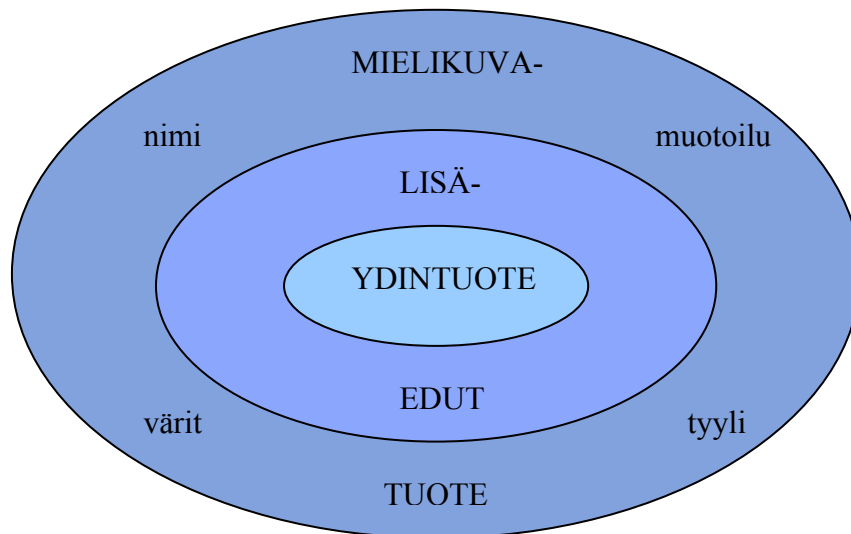 MIELIKUVA-
nimi muotoilu
LISÄ-
YDINTUOTE
EDUT
värit tyyli
TUOTE